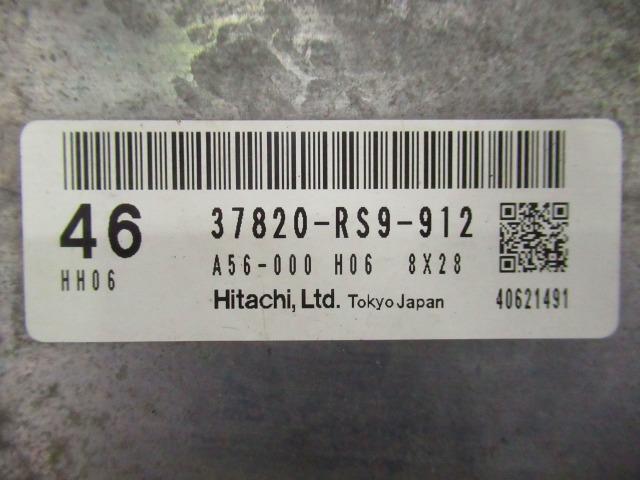 46
HH06
37820-RS9-912
A56-000 H06 8X28
Hitachi, Ltd. Tokyo Japan
40621491